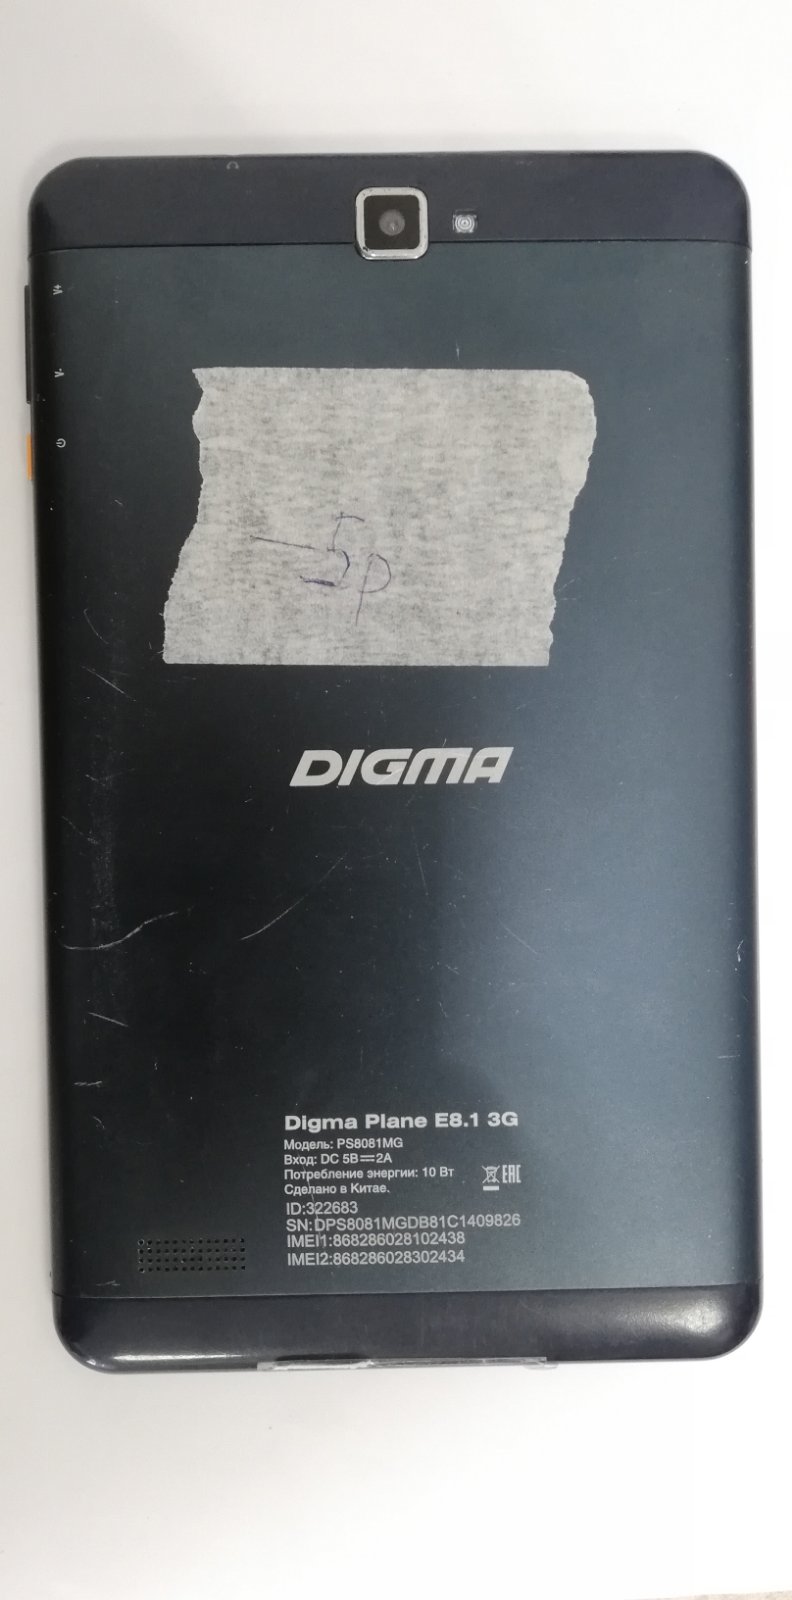 V+
V-
-5р
DIGMA
Digma Plane E8.1 3G
Модель: PS8081MG
Вход: DC 5В⎓2А
Потребление энергии: 10 Вт
Сделано в Китае.
EAC
ID:322683
SN:DPS8081MGDB81C1409826
IMEI1:868286028102438
IMEI2:868286028302434